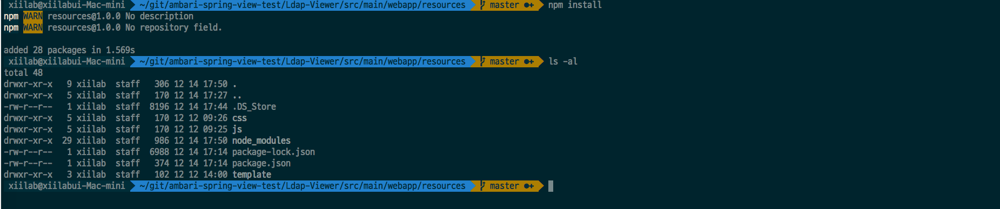 xiilab@xiilabui-Mac-mini ~/git/ambari-spring-view-test/Ldap-Viewer/src/main/webapp/resources master ●+ npm install
npm WARN resources@1.0.0 No description
npm WARN resources@1.0.0 No repository field.
added 28 packages in 1.569s
xiilab@xiilabui-Mac-mini ~/git/ambari-spring-view-test/Ldap-Viewer/src/main/webapp/resources master ●+ ls -al
total 48
drwxr-xr-x   9 xiilab  staff   306 12 14 17:50 .
drwxr-xr-x   5 xiilab  staff   170 12 14 17:27 ..
-rw-r--r--   1 xiilab  staff  8196 12 14 17:44 .DS_Store
drwxr-xr-x   5 xiilab  staff   170 12 12 09:26 css
drwxr-xr-x   5 xiilab  staff   170 12 12 09:25 js
drwxr-xr-x  29 xiilab  staff   986 12 14 17:50 node_modules
-rw-r--r--   1 xiilab  staff  6988 12 14 17:14 package-lock.json
-rw-r--r--   1 xiilab  staff   374 12 14 17:14 package.json
drwxr-xr-x   3 xiilab  staff   102 12 12 14:00 template
xiilab@xiilabui-Mac-mini ~/git/ambari-spring-view-test/Ldap-Viewer/src/main/webapp/resources master ●+